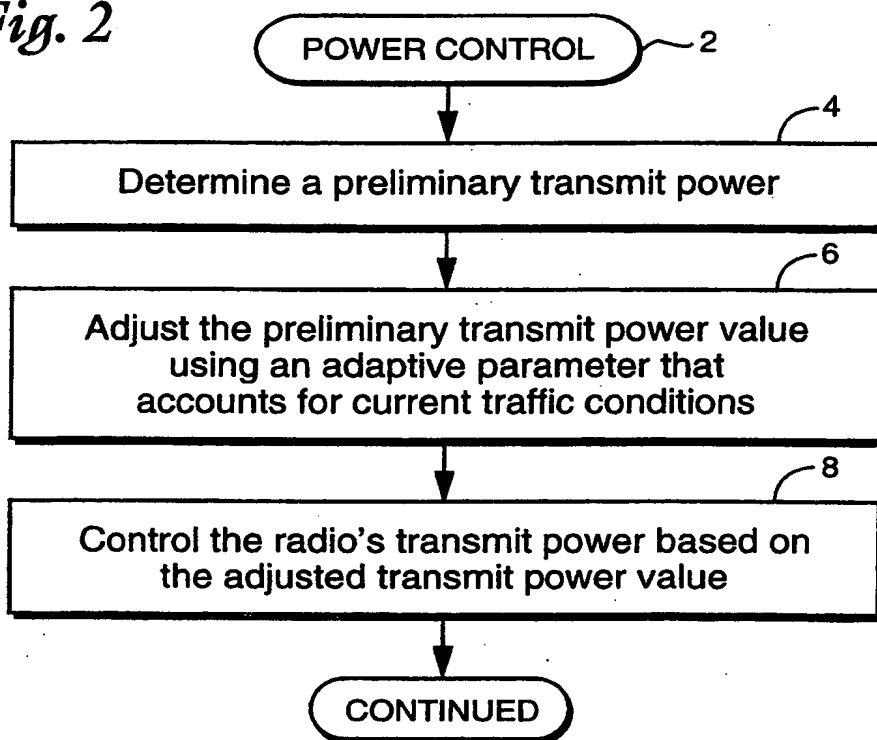 Fig. 2
POWER CONTROL
2
4
Determine a preliminary transmit power
6
Adjust the preliminary transmit power value
using an adaptive parameter that
accounts for current traffic conditions
8
Control the radio's transmit power based on
the adjusted transmit power value
CONTINUED